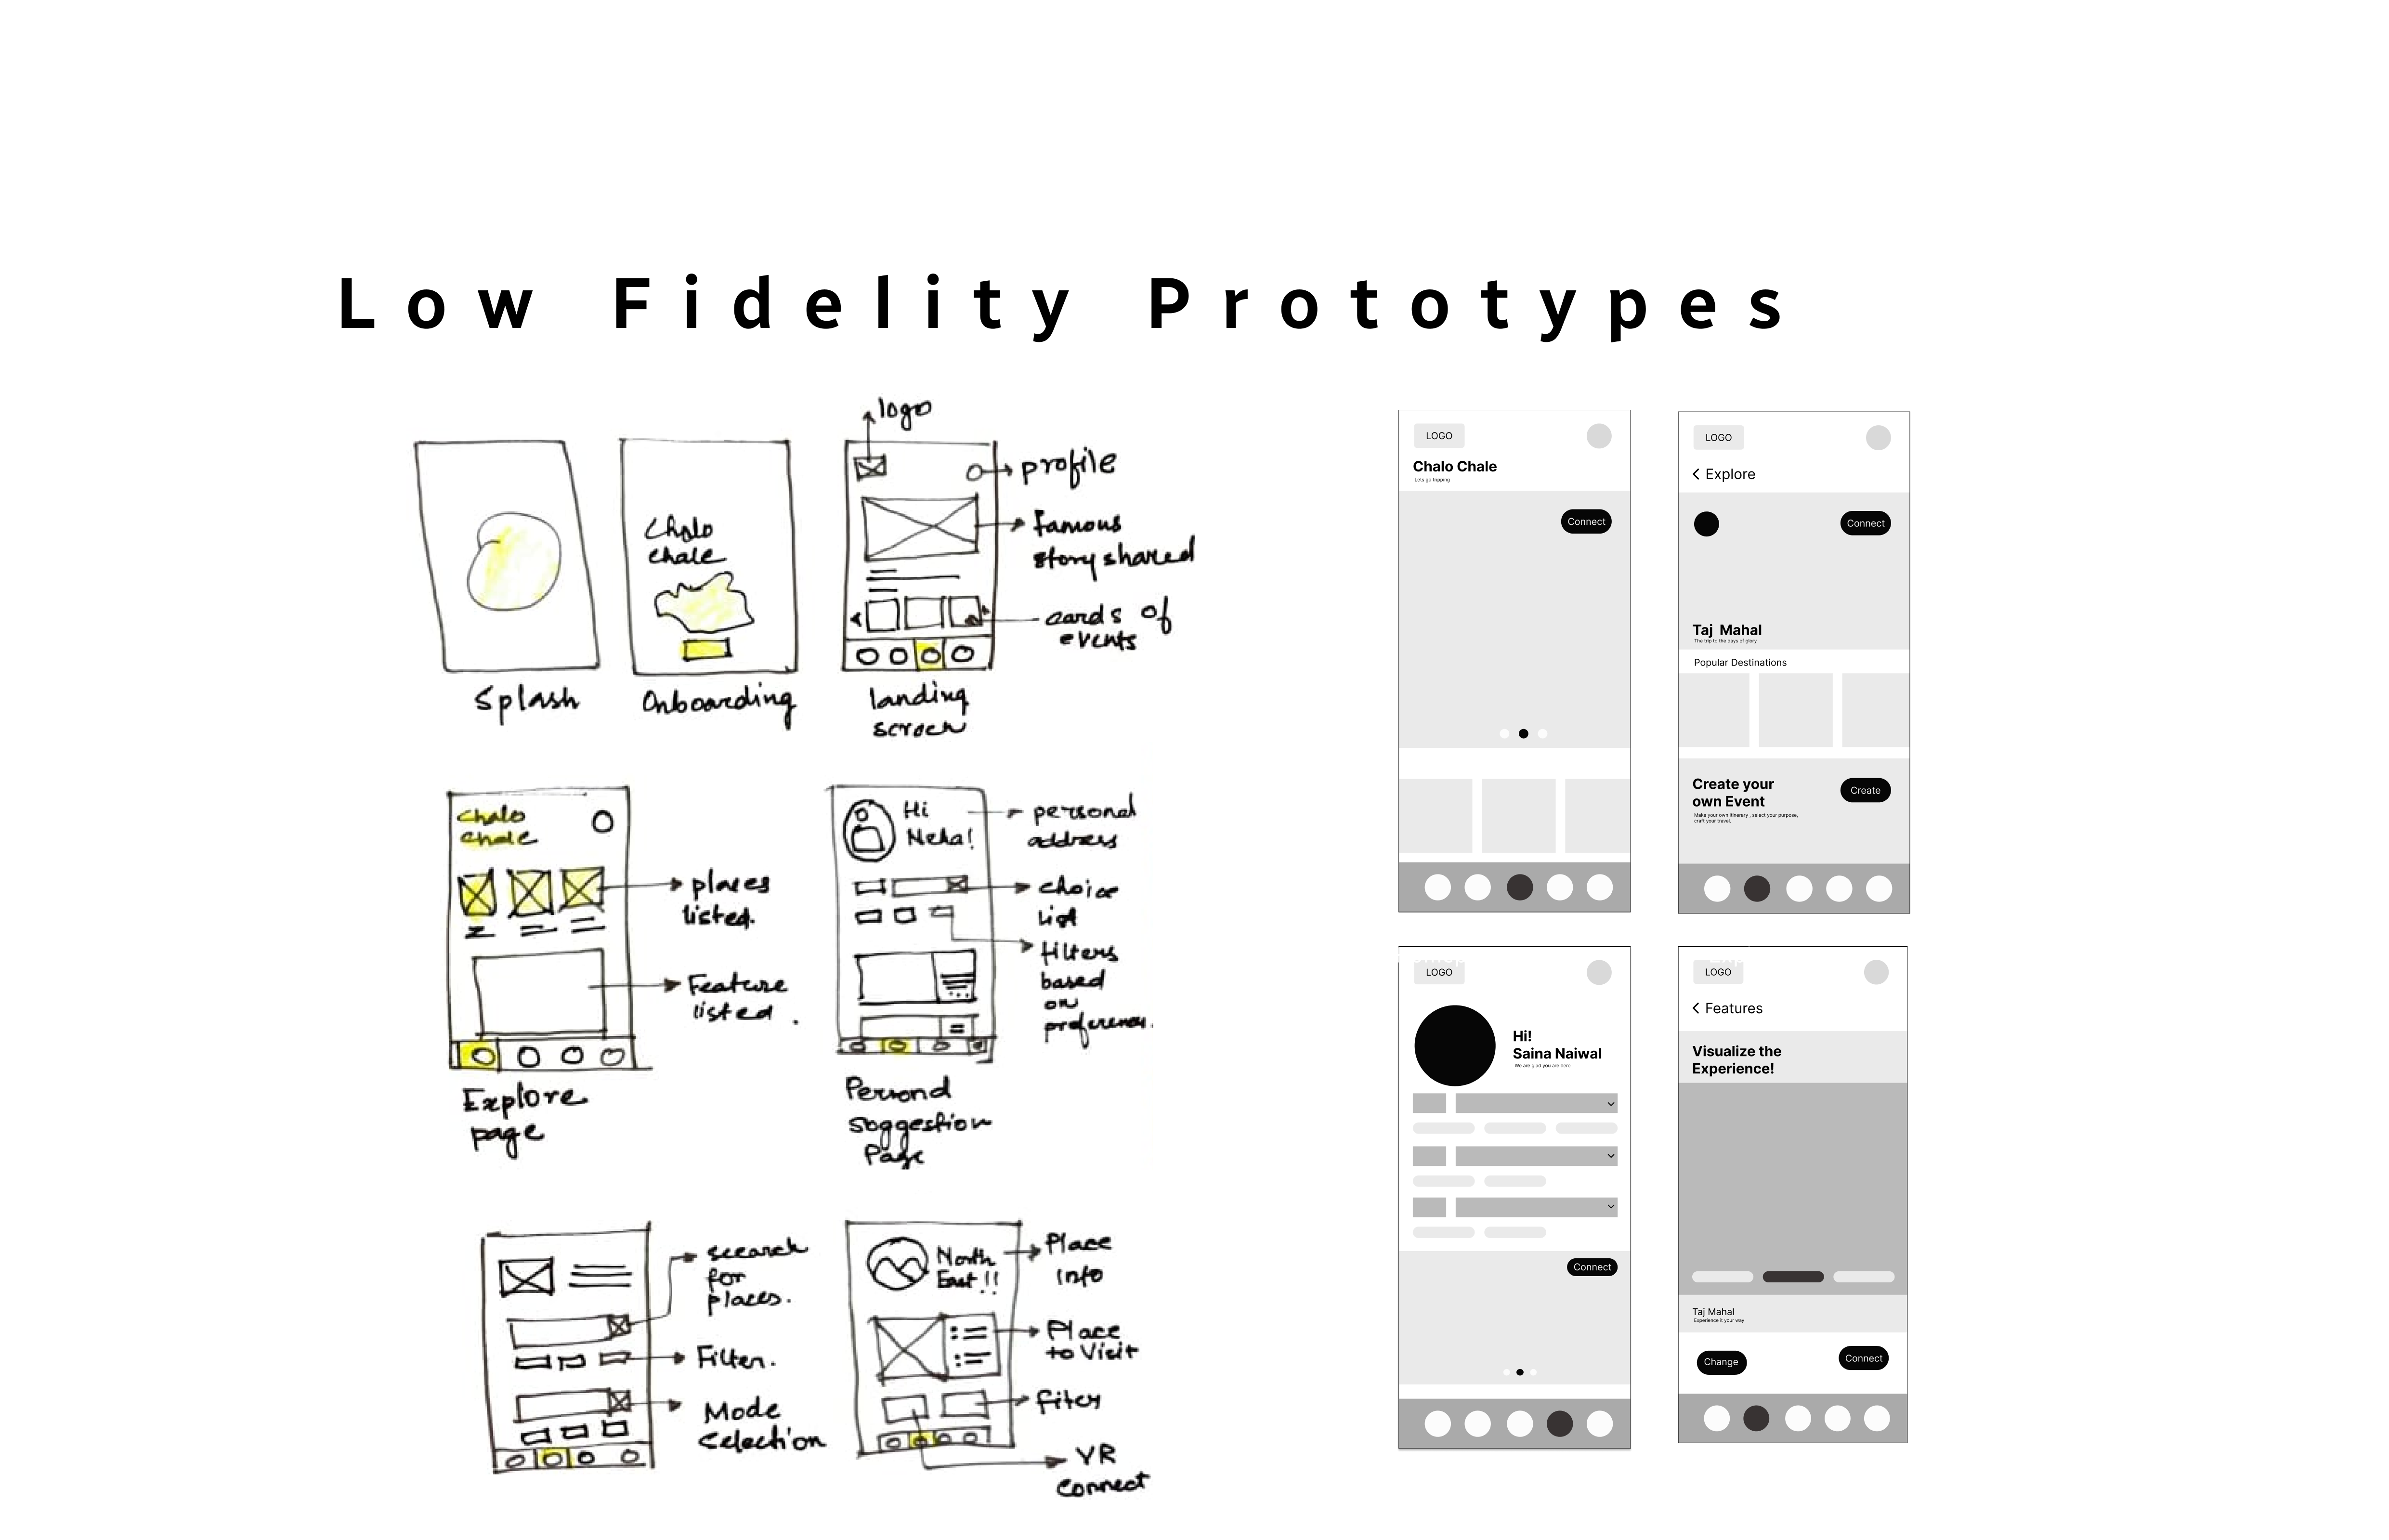 Low Fidelity Prototypes
logo
profile
famous
story shared
cards of
events
Chalo
chale
Splash
Onboarding
landing
screen
Chalo
chale
places
listed.
Feature
listed.
Explore
page
Hi
Neha!
personal
address
choice
list
filters
based
on
preference.
Personal
suggestion
Page
search
for
places.
Filter.
Mode
selection
North
East!!
Place
info
Place
to Visit
VR
connect
LOGO
Chalo Chale
Lets go tripping
Connect
LOGO
Explore
Connect
Taj Mahal
The trip to the days of glory
Popular Destinations
Create your
own Event
Create
Make your own itinerary , select your purpose,
craft your travel.
LOGO
Hi!
Saina Naiwal
We are glad you are here
Connect
LOGO
Features
Visualize the
Experience!
Taj Mahal
Experience it your way
Change
Connect